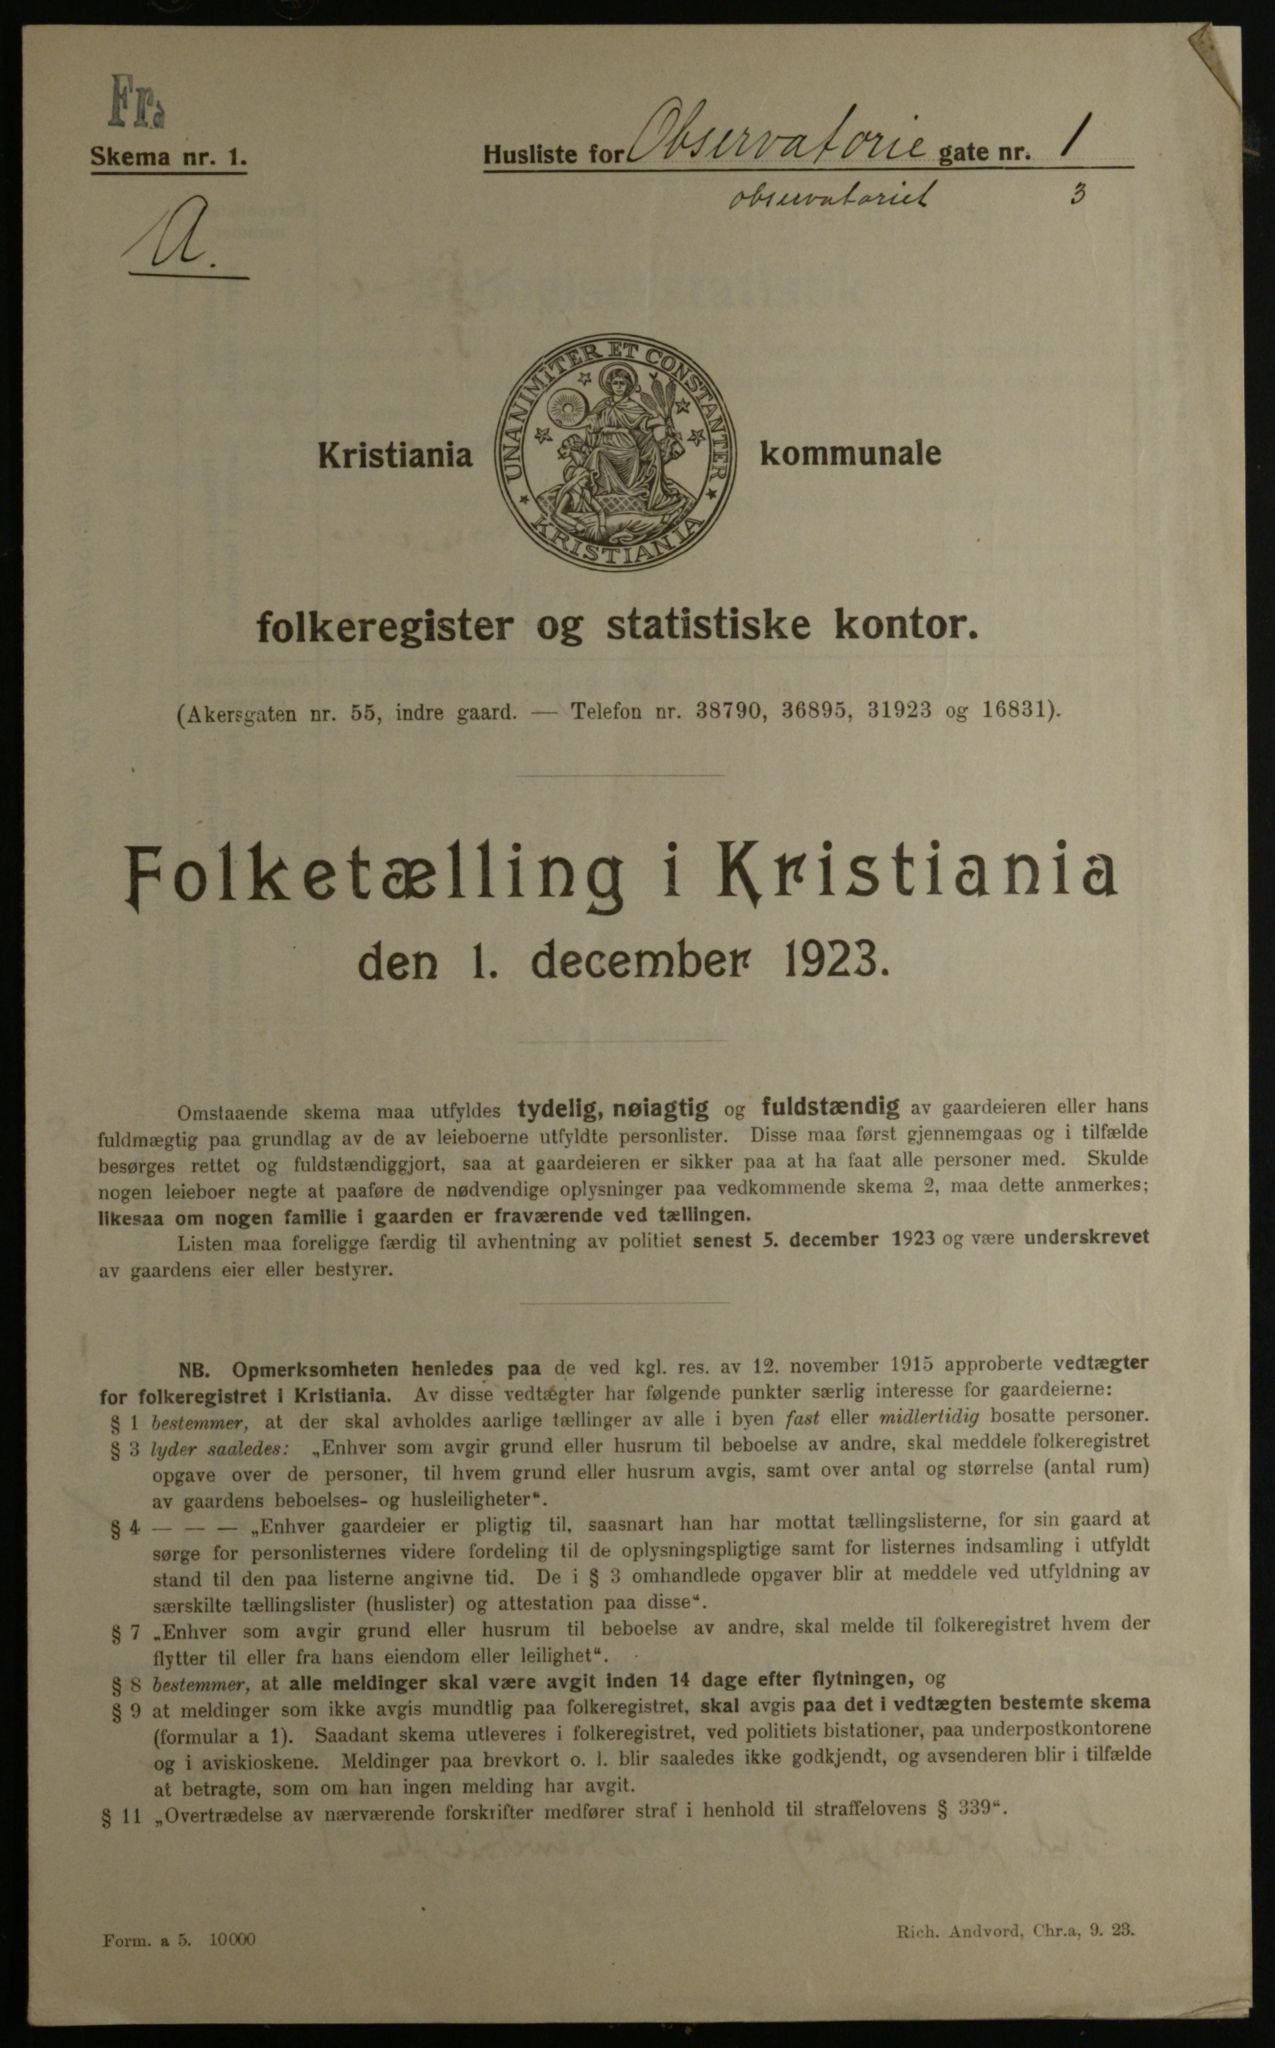 Fra
Skema nr. 1.
Husliste for Observatorie gate nr. 1
observatoriet 3
A.
UNANIMITER ET CONSTANTER
KRISTIANIA
Kristiania kommunale
folkeregister og statistiske kontor.
(Akersgaten nr. 55, indre gaard. — Telefon nr. 38790, 36895, 31923 og 16831).
Folketælling i Kristiania
den 1. december 1923.
Omstaaende skema maa utfyldes tydelig, nøiagtig og fuldstændig av gaardeieren eller hans
fuldmægtig paa grundlag av de av leieboerne utfyldte personlister. Disse maa først gjennemgaas og i tilfælde
besørges rettet og fuldstændiggjort, saa at gaardeieren er sikker paa at ha faat alle personer med. Skulde
nogen leieboer negte at paaføre de nødvendige oplysninger paa vedkommende skema 2, maa dette anmerkes;
likesaa om nogen familie i gaarden er fraværende ved tællingen.
Listen maa foreligge færdig til avhentning av politiet senest 5. december 1923 og være underskrevet
av gaardens eier eller bestyrer.
NB. Opmerksomheten henledes paa de ved kgl. res. av 12. november 1915 approberte vedtægter
for folkeregistret i Kristiania. Av disse vedtægter har følgende punkter særlig interesse for gaardeierne:
§ 1 bestemmer, at der skal avholdes aarlige tællinger av alle i byen fast eller midlertidig bosatte personer.
§ 3 lyder saaledes: „Enhver som avgir grund eller husrum til beboelse av andre, skal meddele folkeregistret
opgave over de personer, til hvem grund eller husrum avgis, samt over antal og størrelse (antal rum)
av gaardens beboelses- og husleiligheter“.
§ 4 — — — „Enhver gaardeier er pligtig til, saasnart han har mottat tællingslisterne, for sin gaard at
sørge for personlisternes videre fordeling til de oplysningspligtige samt for listernes indsamling i utfyldt
stand til den paa listerne angivne tid. De i § 3 omhandlede opgaver blir at meddele ved utfyldning av
særskilte tællingslister (huslister) og attestation paa disse“.
§ 7 „Enhver som avgir grund eller husrum til beboelse av andre, skal melde til folkeregistret hvem der
flytter til eller fra hans eiendom eller leilighet“.
§ 8 bestemmer, at alle meldinger skal være avgit inden 14 dage efter flytningen, og
§ 9 at meldinger som ikke avgis mundtlig paa folkeregistret, skal avgis paa det i vedtægten bestemte skema
(formular a 1). Saadant skema utleveres i folkeregistret, ved politiets bistationer, paa underpostkontorene
og i aviskioskene. Meldinger paa brevkort o. l. blir saaledes ikke godkjendt, og avsenderen blir i tilfælde
at betragte, som om han ingen melding har avgit.
§ 11 „Overtrædelse av nærværende forskrifter medfører straf i henhold til straffelovens § 339“.
Form. a 5. 10000
Rich. Andvord, Chr.a, 9. 23.